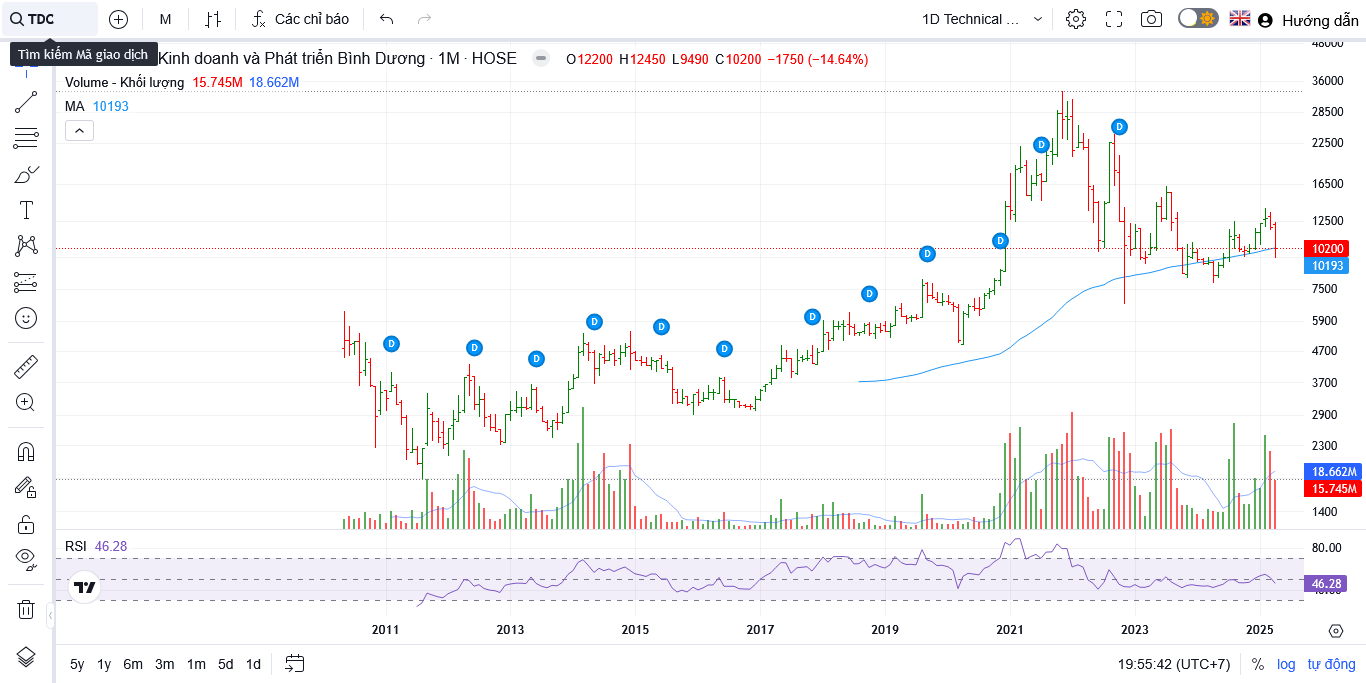 TDC
M
Các chỉ báo
1D Technical ...
Hướng dẫn
Tìm kiếm Mã giao dịch
Kinh doanh và Phát triển Bình Dương · 1M · HOSE
O12200 H12450 L9490 C10200 −1750 (−14.64%)
Volume - Khối lượng 15.745M 18.662M
MA 10193
48000
36000
28500
22500
16500
12500
10200
10193
7500
5900
4700
3700
2900
2300
18.662M
15.745M
1400
D
D
D
D
D
D
D
D
D
D
D
D
RSI 46.28
80.00
46.28
2011
2013
2015
2017
2019
2021
2023
2025
5y 1y 6m 3m 1m 5d 1d
19:55:42 (UTC+7)
% log tự động